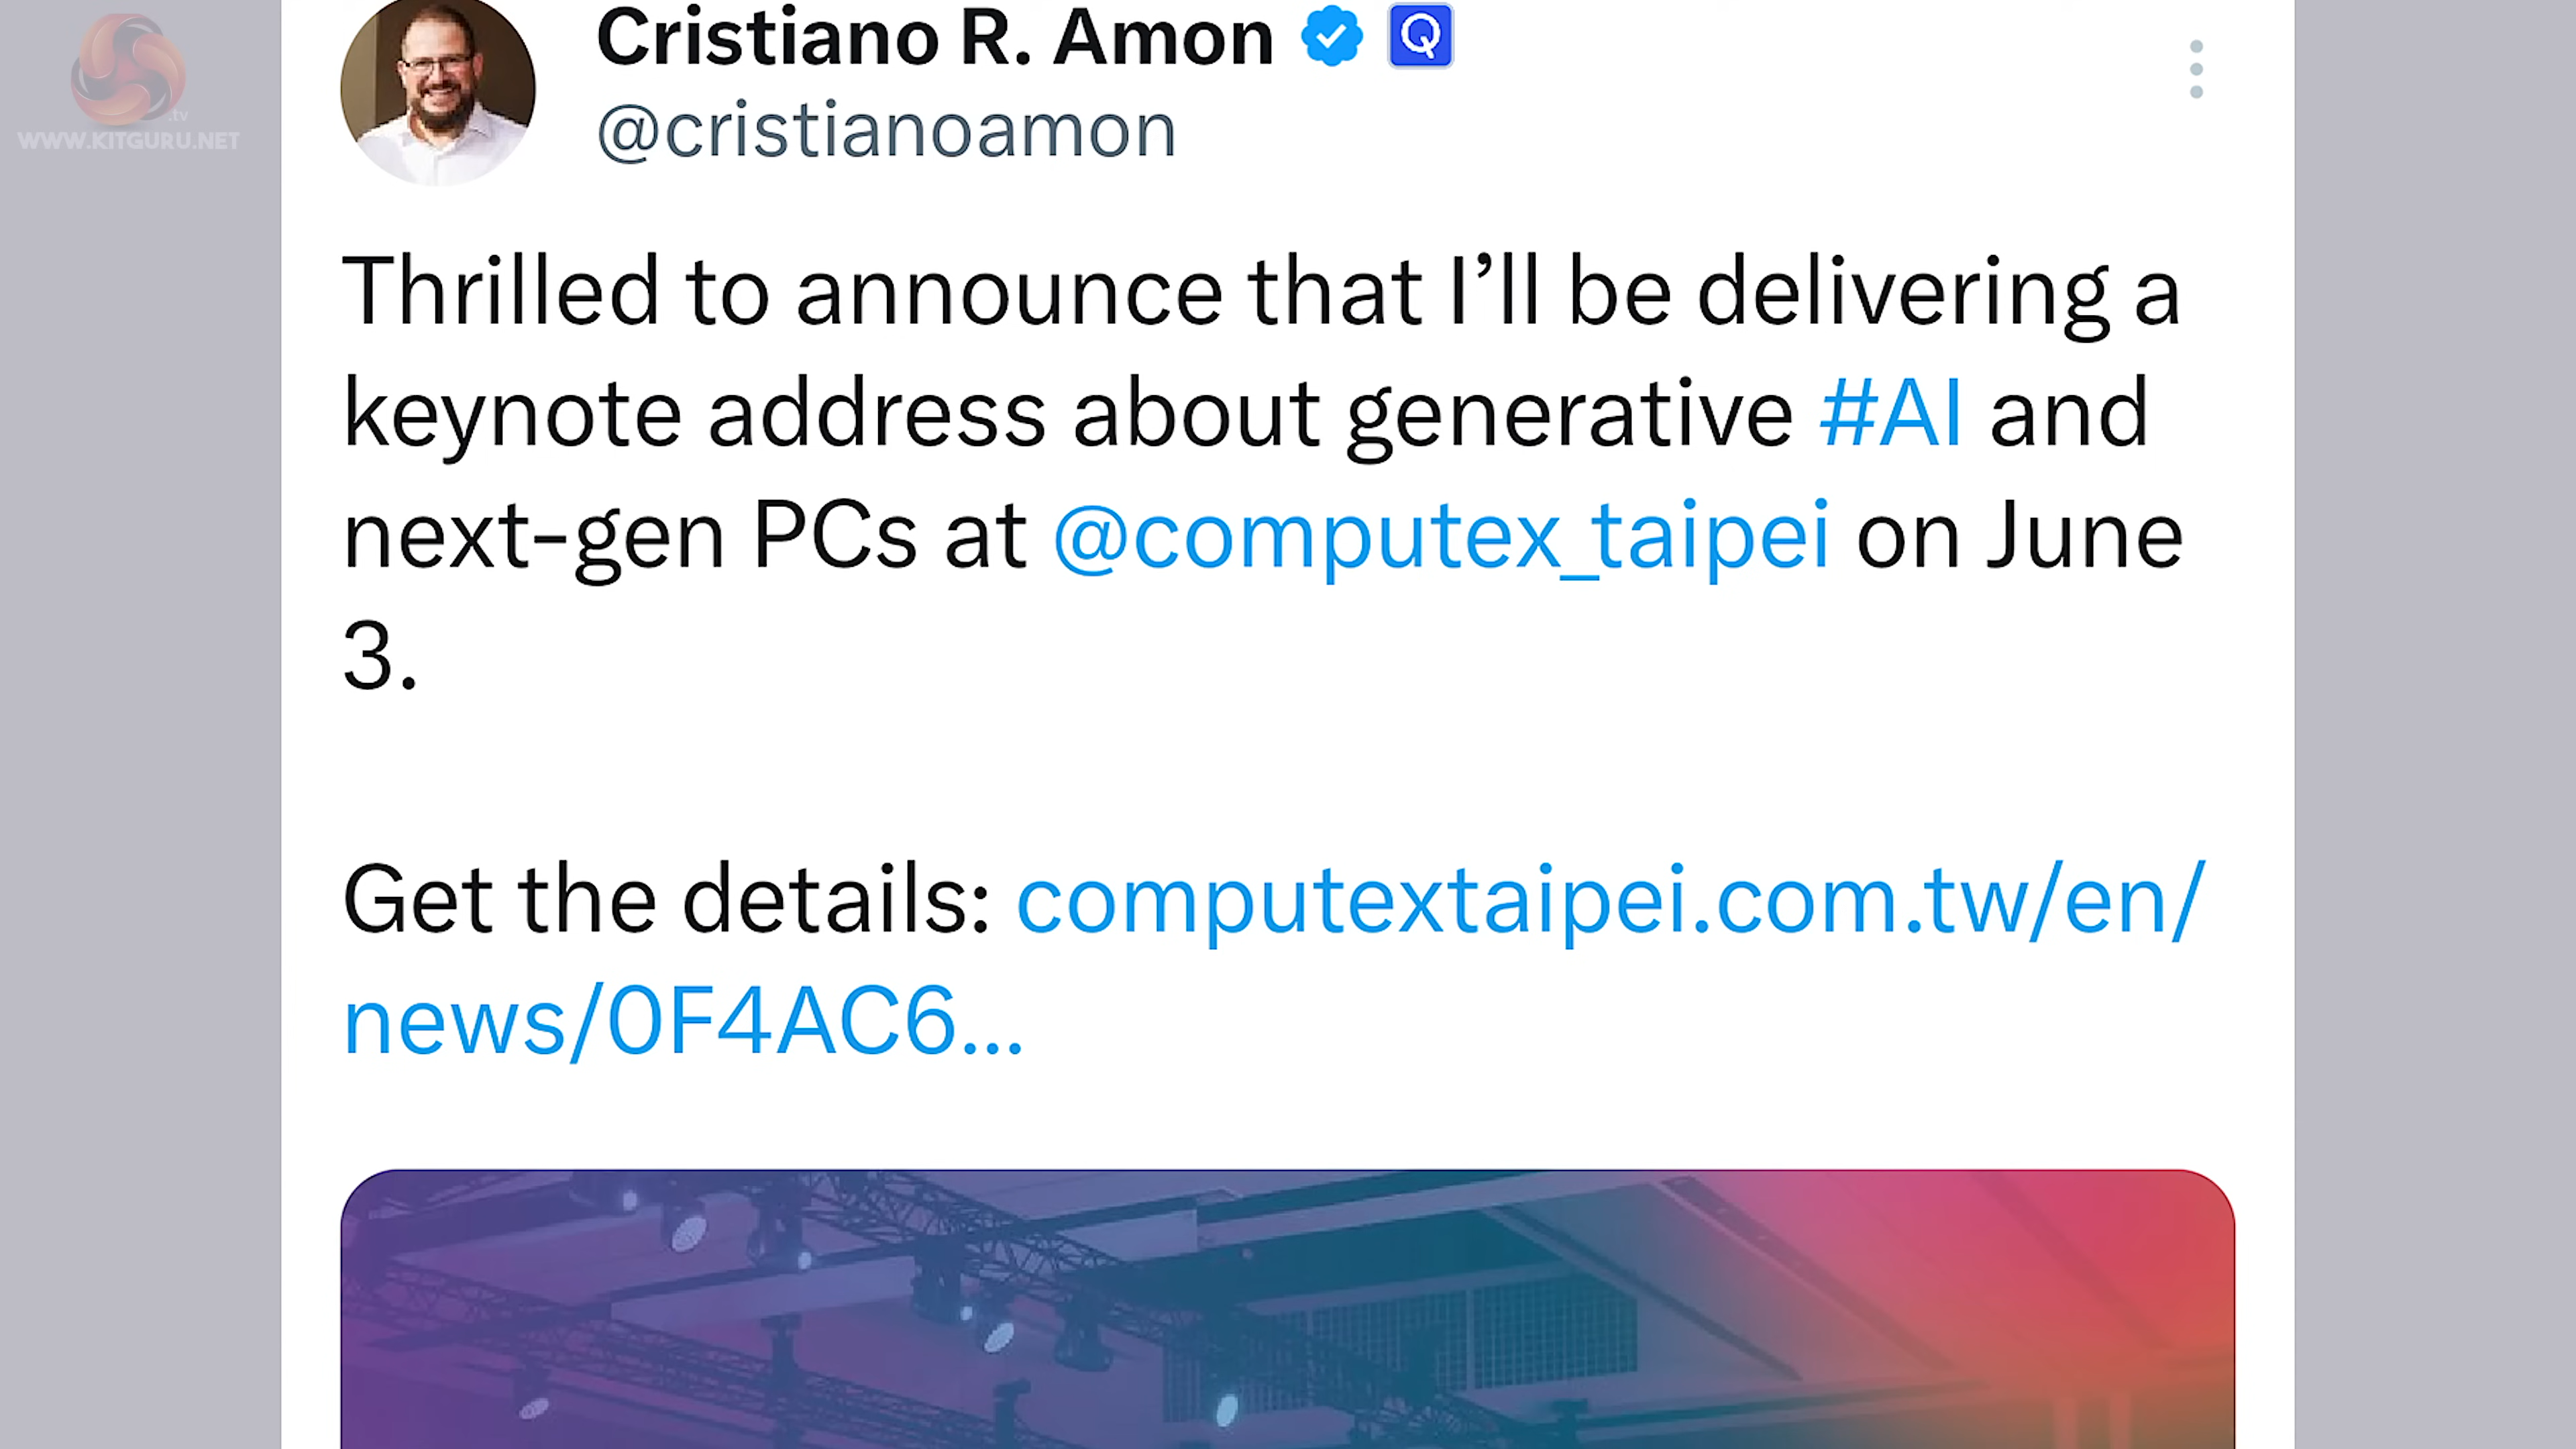 .tv
WWW.KITGURU.NET
Cristiano R. Amon
Q
@cristianoamon
Thrilled to announce that I’ll be delivering a
keynote address about generative #AI and
next-gen PCs at @computex_taipei on June
3.
Get the details: computextaipei.com.tw/en/
news/0F4AC6...